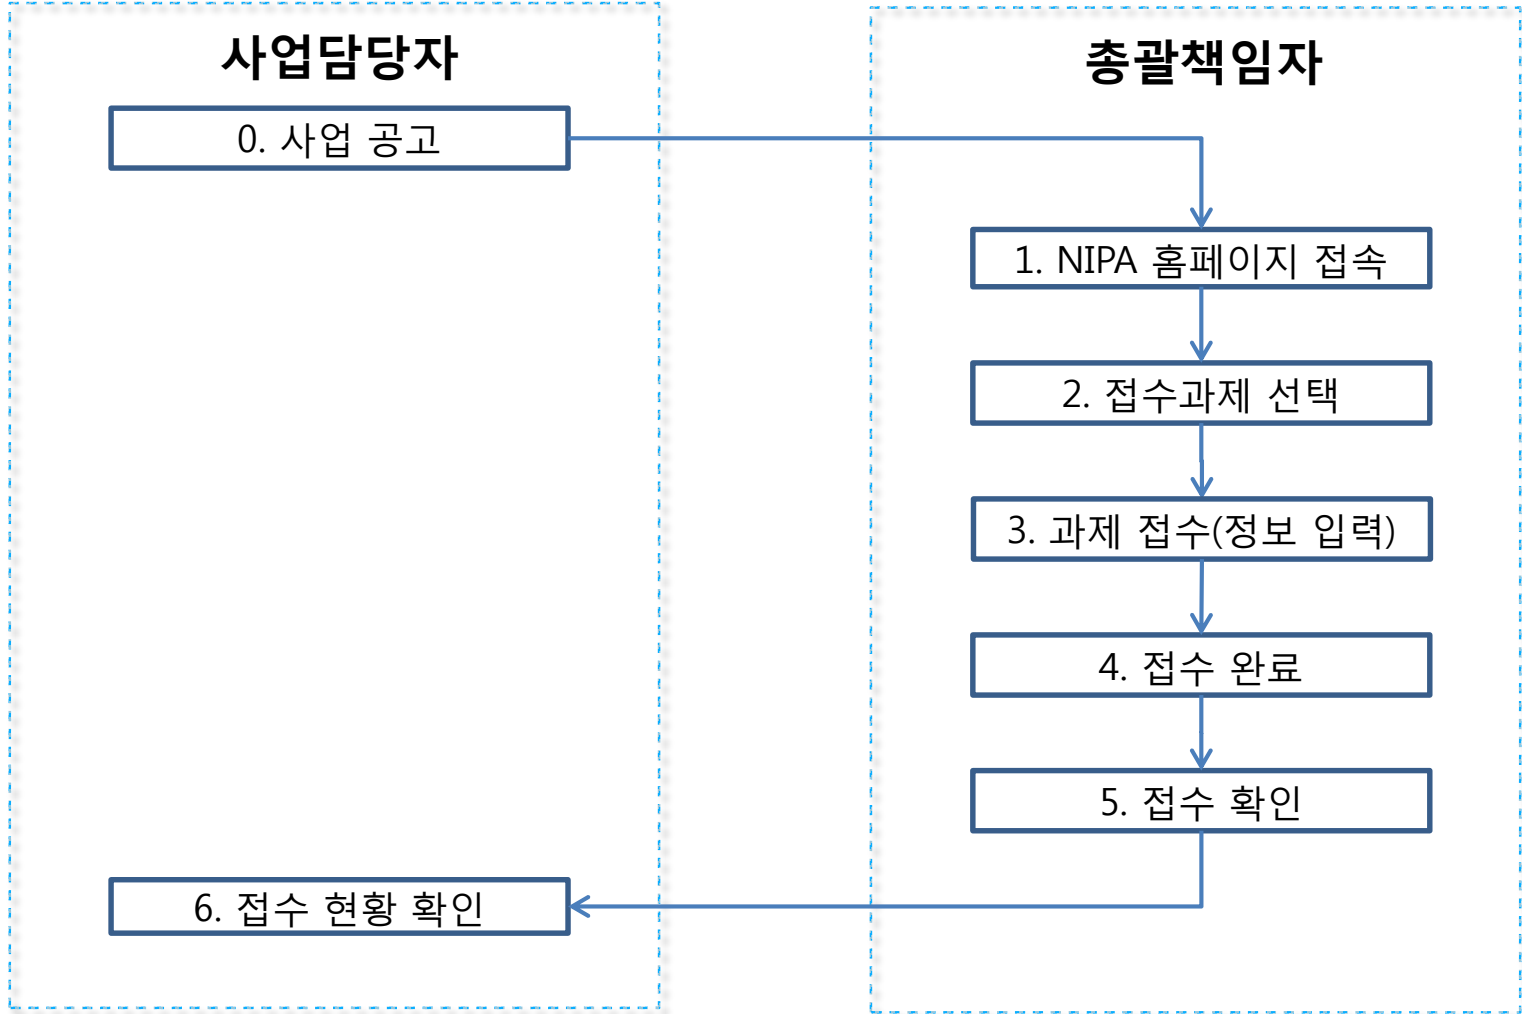 사업담당자
총괄책임자
0. 사업 공고
1. NIPA 홈페이지 접속
2. 접수과제 선택
3. 과제 접수(정보 입력)
4. 접수 완료
5. 접수 확인
6. 접수 현황 확인